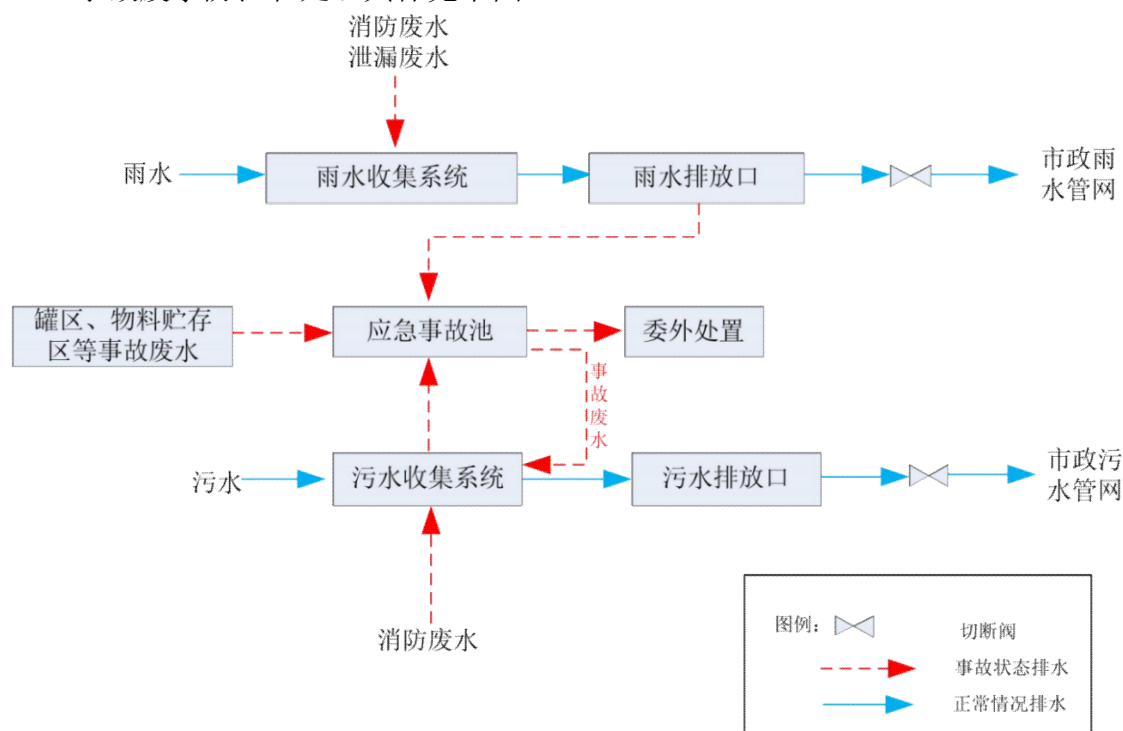 消防废水
泄漏废水
雨水
雨水收集系统
雨水排放口
市政雨
水管网
罐区、物料贮存
区等事故废水
应急事故池
委外处置
事
故
废
水
污水
污水收集系统
污水排放口
市政污
水管网
消防废水
图例：
切断阀
事故状态排水
正常情况排水